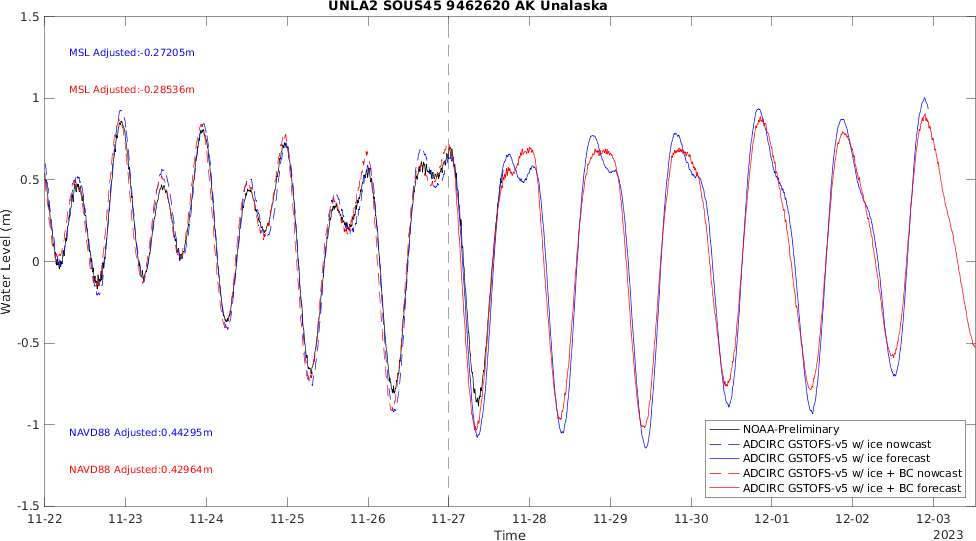 UNLA2 SOUS45 9462620 AK Unalaska
1.5
MSL Adjusted:-0.27205m
MSL Adjusted:-0.28536m
1
0.5
0
-0.5
-1
-1.5
Water Level (m)
NAVD88 Adjusted:0.44295m
NAVD88 Adjusted:0.42964m
NOAA-Preliminary
ADCIRC GSTOFS-v5 w/ ice nowcast
ADCIRC GSTOFS-v5 w/ ice forecast
ADCIRC GSTOFS-v5 w/ ice + BC nowcast
ADCIRC GSTOFS-v5 w/ ice + BC forecast
11-22 11-23 11-24 11-25 11-26 11-27 11-28 11-29 11-30 12-01 12-02 12-03
Time
2023